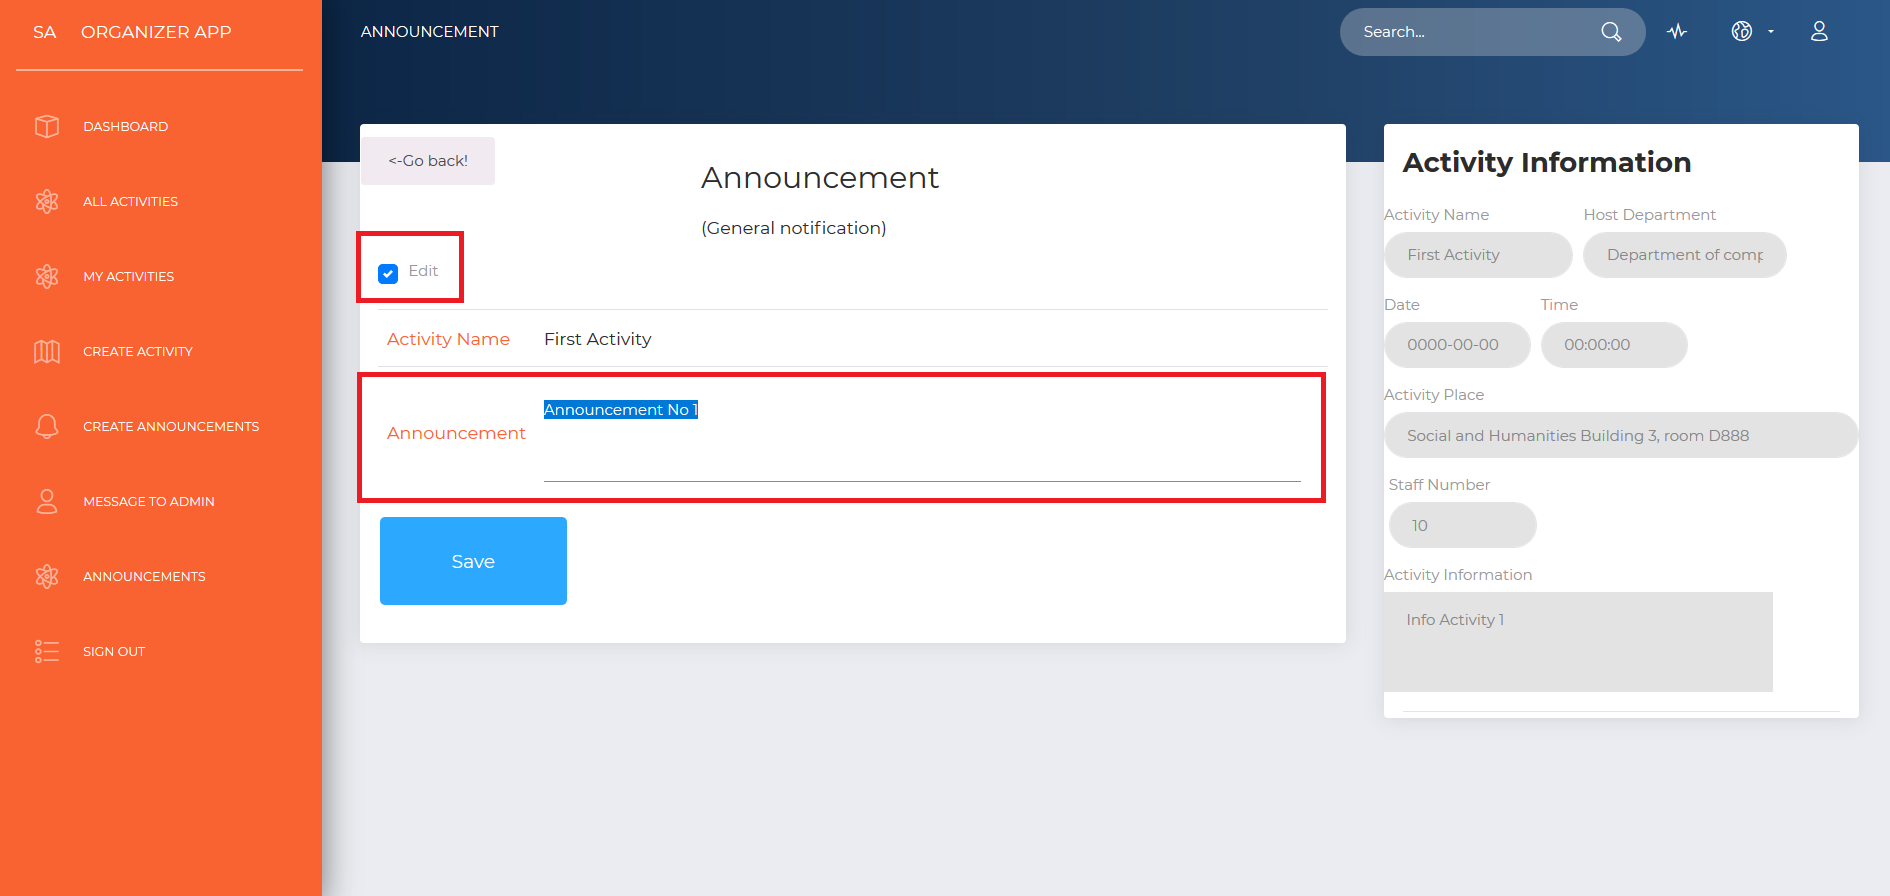 SA ORGANIZER APP
DASHBOARD
ALL ACTIVITIES
MY ACTIVITIES
CREATE ACTIVITY
CREATE ANNOUNCEMENTS
MESSAGE TO ADMIN
ANNOUNCEMENTS
SIGN OUT
ANNOUNCEMENT
Search...
<-Go back!
Announcement
(General notification)
Edit
Activity Name First Activity
Announcement No 1
Announcement
Save
Activity Information
Activity Name Host Department
First Activity Department of comp
Date Time
0000-00-00 00:00:00
Activity Place
Social and Humanities Building 3, room D888
Staff Number
10
Activity Information
Info Activity 1